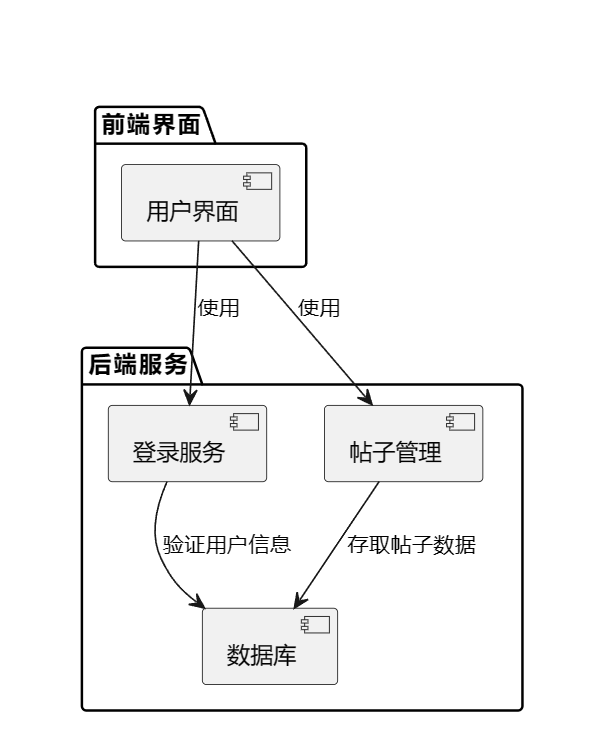 前端界面
用户界面
使用
使用
后端服务
登录服务
帖子管理
验证用户信息
存取帖子数据
数据库